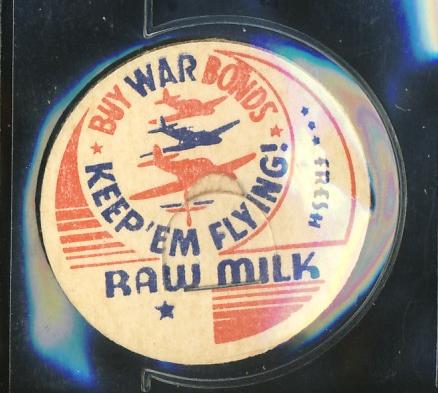 BUY WAR BONDS
KEEP 'EM FLYING!
FRESH
RAW MILK